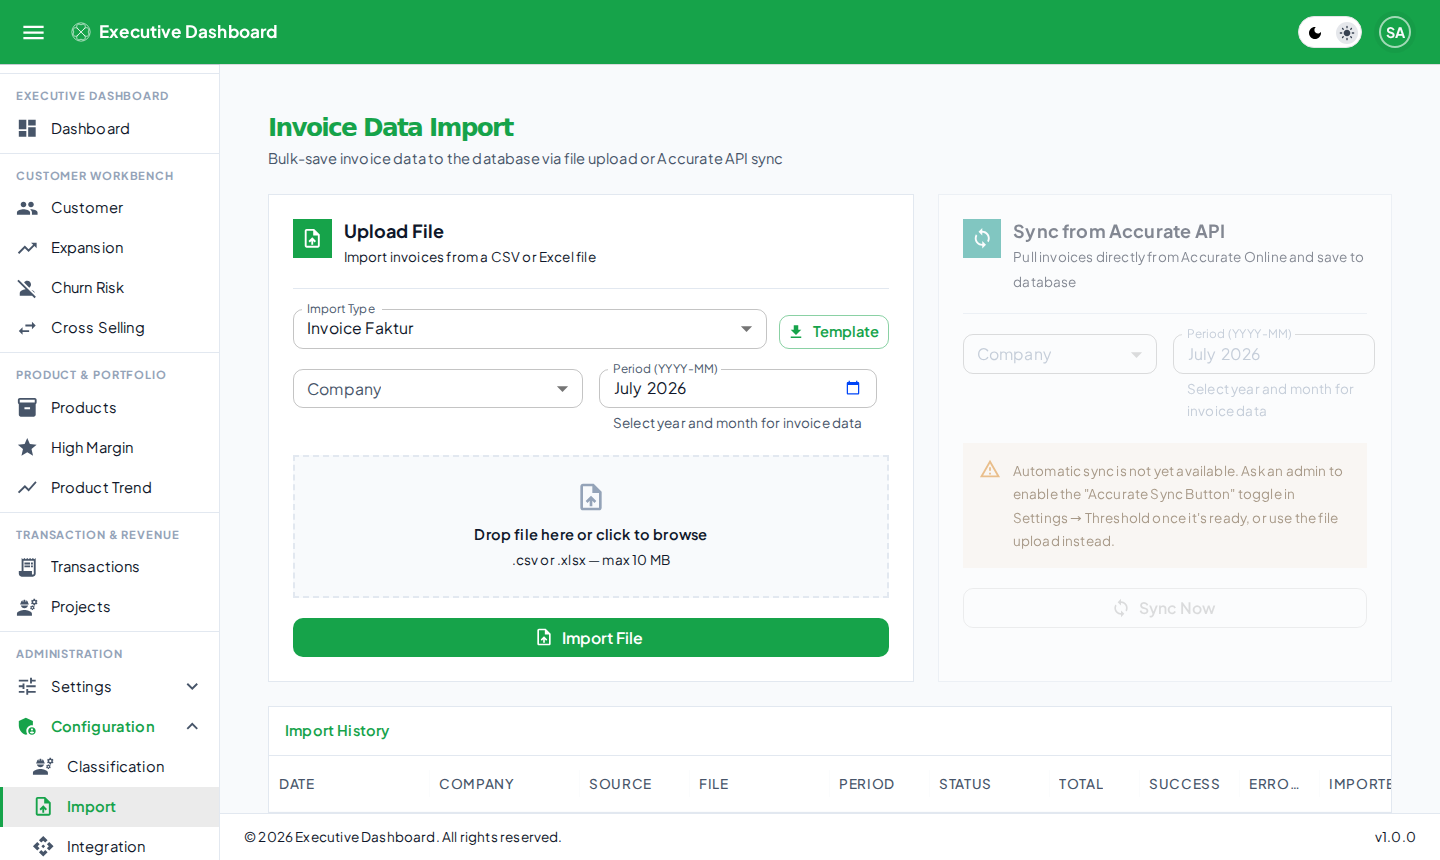 Executive Dashboard
SA
EXECUTIVE DASHBOARD
Dashboard
CUSTOMER WORKBENCH
Customer
Expansion
Churn Risk
Cross Selling
PRODUCT & PORTFOLIO
Products
High Margin
Product Trend
TRANSACTION & REVENUE
Transactions
Projects
ADMINISTRATION
Settings
Configuration
Classification
Import
Integration
Invoice Data Import
Bulk-save invoice data to the database via file upload or Accurate API sync
Upload File
Import invoices from a CSV or Excel file
Import Type
Invoice Faktur
Template
Company
Period (YYYY-MM)
July 2026
Select year and month for invoice data
Drop file here or click to browse
.csv or .xlsx — max 10 MB
Import File
Sync from Accurate API
Pull invoices directly from Accurate Online and save to
database
Company
Period (YYYY-MM)
July 2026
Select year and month for
invoice data
Automatic sync is not yet available. Ask an admin to
enable the "Accurate Sync Button" toggle in
Settings → Threshold once it's ready, or use the file
upload instead.
Sync Now
Import History
DATE COMPANY SOURCE FILE PERIOD STATUS TOTAL SUCCESS ERRO... IMPORTE
© 2026 Executive Dashboard. All rights reserved.
v1.0.0